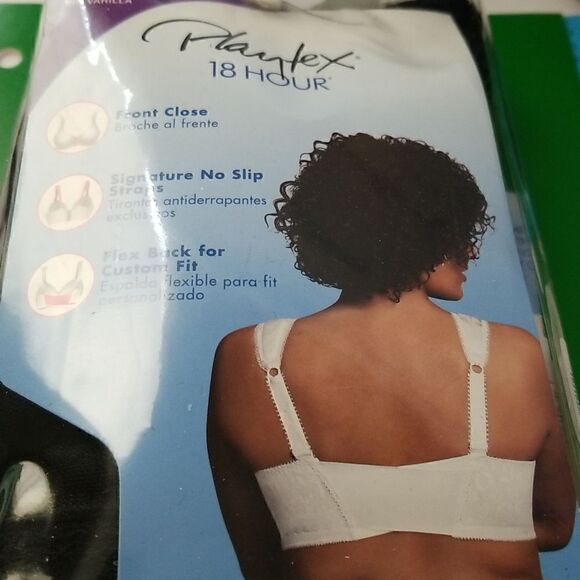 VANILLA
Playtex
18 HOUR
Front Close
Broche al frente
Signature No Slip
Straps
Tirantes antiderrapantes
exclusivos
Flex Back for
Custom Fit
Espalda flexible para fit
personalizado